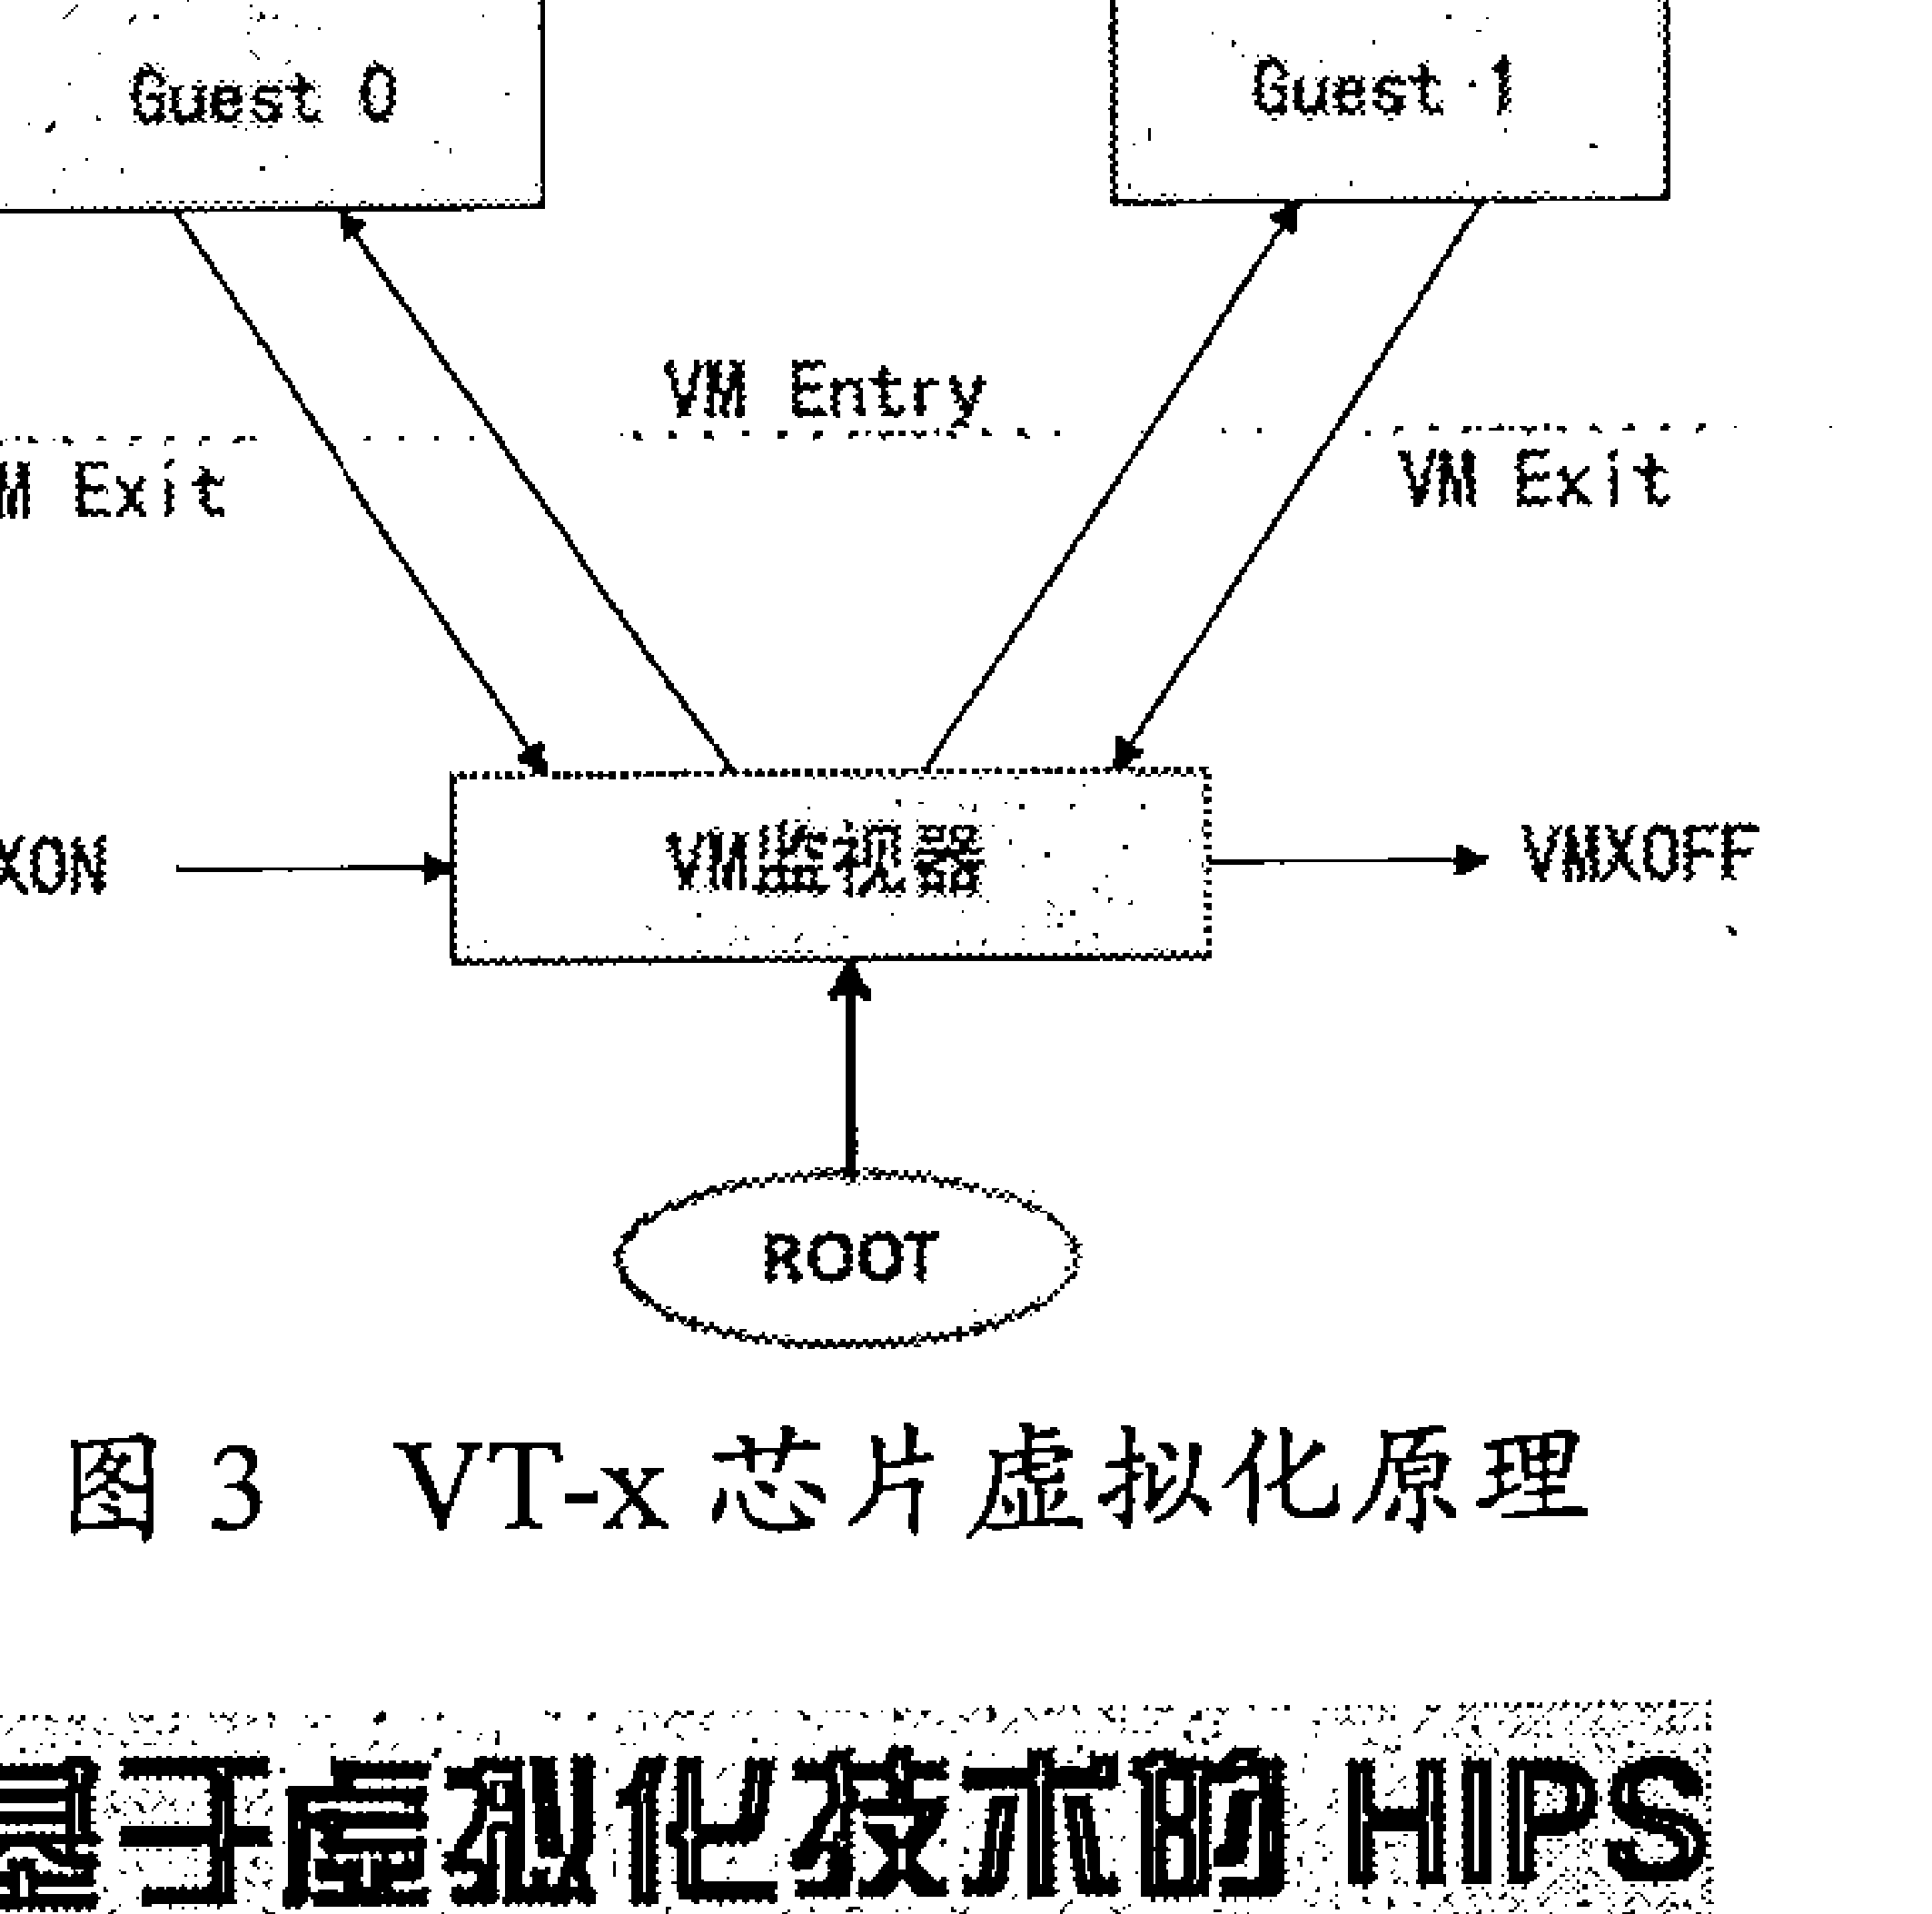 Guest 0 Guest 1
VM Entry
M Exit VM Exit
XON VM监视器 VMXOFF
ROOT
图 3 VT-x 芯片虚拟化原理
基于虚拟化技术的 HIPS